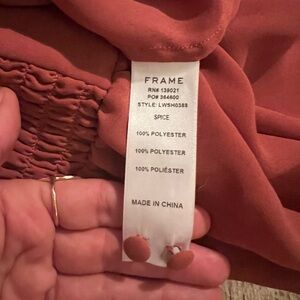 FRAME
RN# 139021
PO# 364600
STYLE: LWSH0388
SPICE
100% POLYESTER
100% POLYESTER
100% POLIÉSTER
MADE IN CHINA